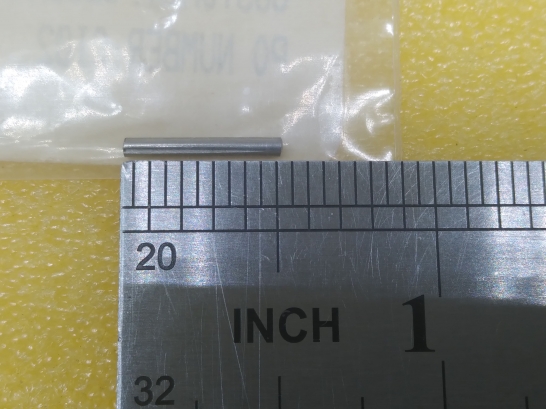 PO NUMBER
20
INCH 1
32